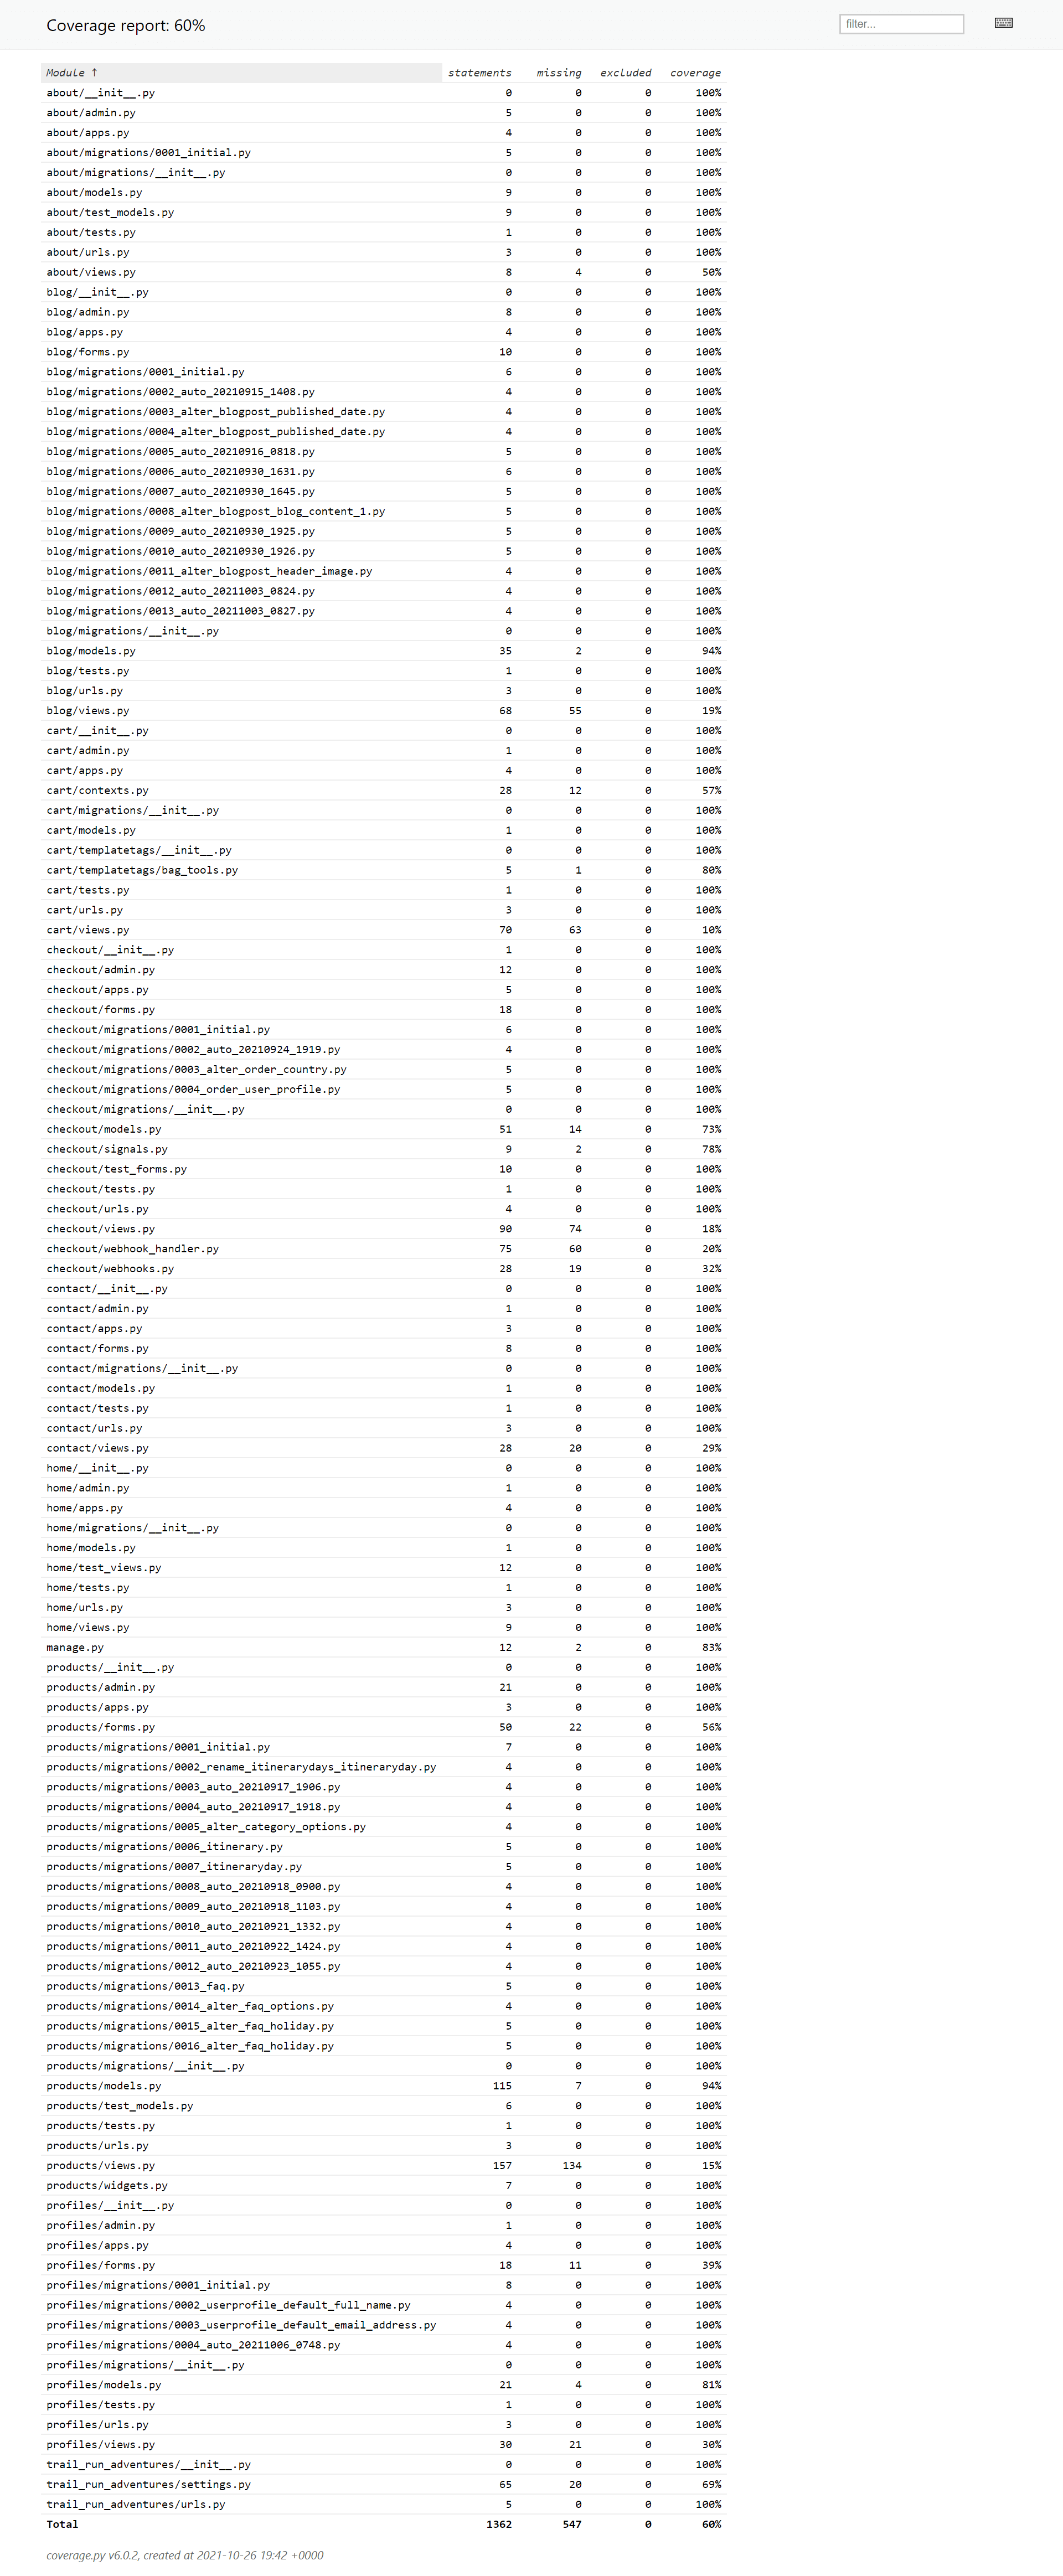 Coverage report: 60%
filter...
Module ↑ statements missing excluded coverage
about/__init__.py 0 0 0 100%
about/admin.py 5 0 0 100%
about/apps.py 4 0 0 100%
about/migrations/0001_initial.py 5 0 0 100%
about/migrations/__init__.py 0 0 0 100%
about/models.py 9 0 0 100%
about/test_models.py 9 0 0 100%
about/tests.py 1 0 0 100%
about/urls.py 3 0 0 100%
about/views.py 8 4 0 50%
blog/__init__.py 0 0 0 100%
blog/admin.py 8 0 0 100%
blog/apps.py 4 0 0 100%
blog/forms.py 10 0 0 100%
blog/migrations/0001_initial.py 6 0 0 100%
blog/migrations/0002_auto_20210915_1408.py 4 0 0 100%
blog/migrations/0003_alter_blogpost_published_date.py 4 0 0 100%
blog/migrations/0004_alter_blogpost_published_date.py 4 0 0 100%
blog/migrations/0005_auto_20210916_0818.py 5 0 0 100%
blog/migrations/0006_auto_20210930_1631.py 6 0 0 100%
blog/migrations/0007_auto_20210930_1645.py 5 0 0 100%
blog/migrations/0008_alter_blogpost_blog_content_1.py 5 0 0 100%
blog/migrations/0009_auto_20210930_1925.py 5 0 0 100%
blog/migrations/0010_auto_20210930_1926.py 5 0 0 100%
blog/migrations/0011_alter_blogpost_header_image.py 4 0 0 100%
blog/migrations/0012_auto_20211003_0824.py 4 0 0 100%
blog/migrations/0013_auto_20211003_0827.py 4 0 0 100%
blog/migrations/__init__.py 0 0 0 100%
blog/models.py 35 2 0 94%
blog/tests.py 1 0 0 100%
blog/urls.py 3 0 0 100%
blog/views.py 68 55 0 19%
cart/__init__.py 0 0 0 100%
cart/admin.py 1 0 0 100%
cart/apps.py 4 0 0 100%
cart/contexts.py 28 12 0 57%
cart/migrations/__init__.py 0 0 0 100%
cart/models.py 1 0 0 100%
cart/templatetags/__init__.py 0 0 0 100%
cart/templatetags/bag_tools.py 5 1 0 80%
cart/tests.py 1 0 0 100%
cart/urls.py 3 0 0 100%
cart/views.py 70 63 0 10%
checkout/__init__.py 1 0 0 100%
checkout/admin.py 12 0 0 100%
checkout/apps.py 5 0 0 100%
checkout/forms.py 18 0 0 100%
checkout/migrations/0001_initial.py 6 0 0 100%
checkout/migrations/0002_auto_20210924_1919.py 4 0 0 100%
checkout/migrations/0003_alter_order_country.py 5 0 0 100%
checkout/migrations/0004_order_user_profile.py 5 0 0 100%
checkout/migrations/__init__.py 0 0 0 100%
checkout/models.py 51 14 0 73%
checkout/signals.py 9 2 0 78%
checkout/test_forms.py 10 0 0 100%
checkout/tests.py 1 0 0 100%
checkout/urls.py 4 0 0 100%
checkout/views.py 90 74 0 18%
checkout/webhook_handler.py 75 60 0 20%
checkout/webhooks.py 28 19 0 32%
contact/__init__.py 0 0 0 100%
contact/admin.py 1 0 0 100%
contact/apps.py 3 0 0 100%
contact/forms.py 8 0 0 100%
contact/migrations/__init__.py 0 0 0 100%
contact/models.py 1 0 0 100%
contact/tests.py 1 0 0 100%
contact/urls.py 3 0 0 100%
contact/views.py 28 20 0 29%
home/__init__.py 0 0 0 100%
home/admin.py 1 0 0 100%
home/apps.py 4 0 0 100%
home/migrations/__init__.py 0 0 0 100%
home/models.py 1 0 0 100%
home/test_views.py 12 0 0 100%
home/tests.py 1 0 0 100%
home/urls.py 3 0 0 100%
home/views.py 9 0 0 100%
manage.py 12 2 0 83%
products/__init__.py 0 0 0 100%
products/admin.py 21 0 0 100%
products/apps.py 3 0 0 100%
products/forms.py 50 22 0 56%
products/migrations/0001_initial.py 7 0 0 100%
products/migrations/0002_rename_itinerarydays_itineraryday.py 4 0 0 100%
products/migrations/0003_auto_20210917_1906.py 4 0 0 100%
products/migrations/0004_auto_20210917_1918.py 4 0 0 100%
products/migrations/0005_alter_category_options.py 4 0 0 100%
products/migrations/0006_itinerary.py 5 0 0 100%
products/migrations/0007_itineraryday.py 5 0 0 100%
products/migrations/0008_auto_20210918_0900.py 4 0 0 100%
products/migrations/0009_auto_20210918_1103.py 4 0 0 100%
products/migrations/0010_auto_20210921_1332.py 4 0 0 100%
products/migrations/0011_auto_20210922_1424.py 4 0 0 100%
products/migrations/0012_auto_20210923_1055.py 4 0 0 100%
products/migrations/0013_faq.py 5 0 0 100%
products/migrations/0014_alter_faq_options.py 4 0 0 100%
products/migrations/0015_alter_faq_holiday.py 5 0 0 100%
products/migrations/0016_alter_faq_holiday.py 5 0 0 100%
products/migrations/__init__.py 0 0 0 100%
products/models.py 115 7 0 94%
products/test_models.py 6 0 0 100%
products/tests.py 1 0 0 100%
products/urls.py 3 0 0 100%
products/views.py 157 134 0 15%
products/widgets.py 7 0 0 100%
profiles/__init__.py 0 0 0 100%
profiles/admin.py 1 0 0 100%
profiles/apps.py 4 0 0 100%
profiles/forms.py 18 11 0 39%
profiles/migrations/0001_initial.py 8 0 0 100%
profiles/migrations/0002_userprofile_default_full_name.py 4 0 0 100%
profiles/migrations/0003_userprofile_default_email_address.py 4 0 0 100%
profiles/migrations/0004_auto_20211006_0748.py 4 0 0 100%
profiles/migrations/__init__.py 0 0 0 100%
profiles/models.py 21 4 0 81%
profiles/tests.py 1 0 0 100%
profiles/urls.py 3 0 0 100%
profiles/views.py 30 21 0 30%
trail_run_adventures/__init__.py 0 0 0 100%
trail_run_adventures/settings.py 65 20 0 69%
trail_run_adventures/urls.py 5 0 0 100%
Total 1362 547 0 60%
coverage.py v6.0.2, created at 2021-10-26 19:42 +0000